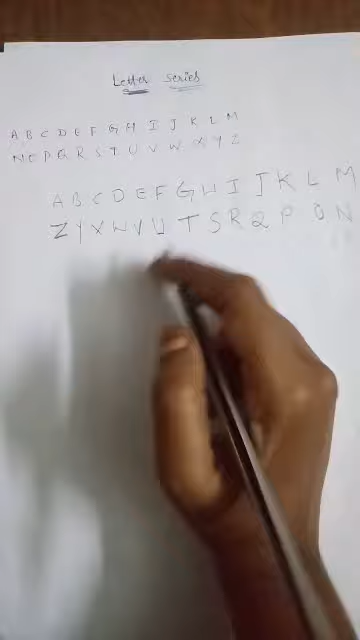 Letter Series
A B C D E F G H I J K L M
N O P Q R S T U V W X Y Z
A B C D E F G H I J K L M
Z Y X W V U T S R Q P O N